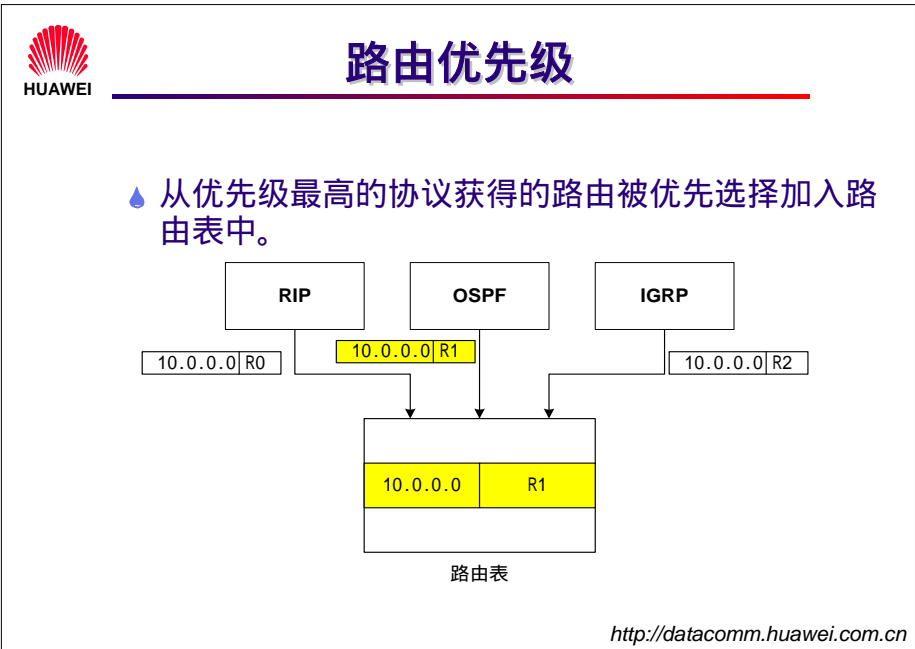 路由优先级
HUAWEI
从优先级最高的协议获得的路由被优先选择加入路
由表中。
RIP
OSPF
IGRP
10.0.0.0 R0
10.0.0.0 R1
10.0.0.0 R2
10.0.0.0 R1
路由表
http://datacomm.huawei.com.cn